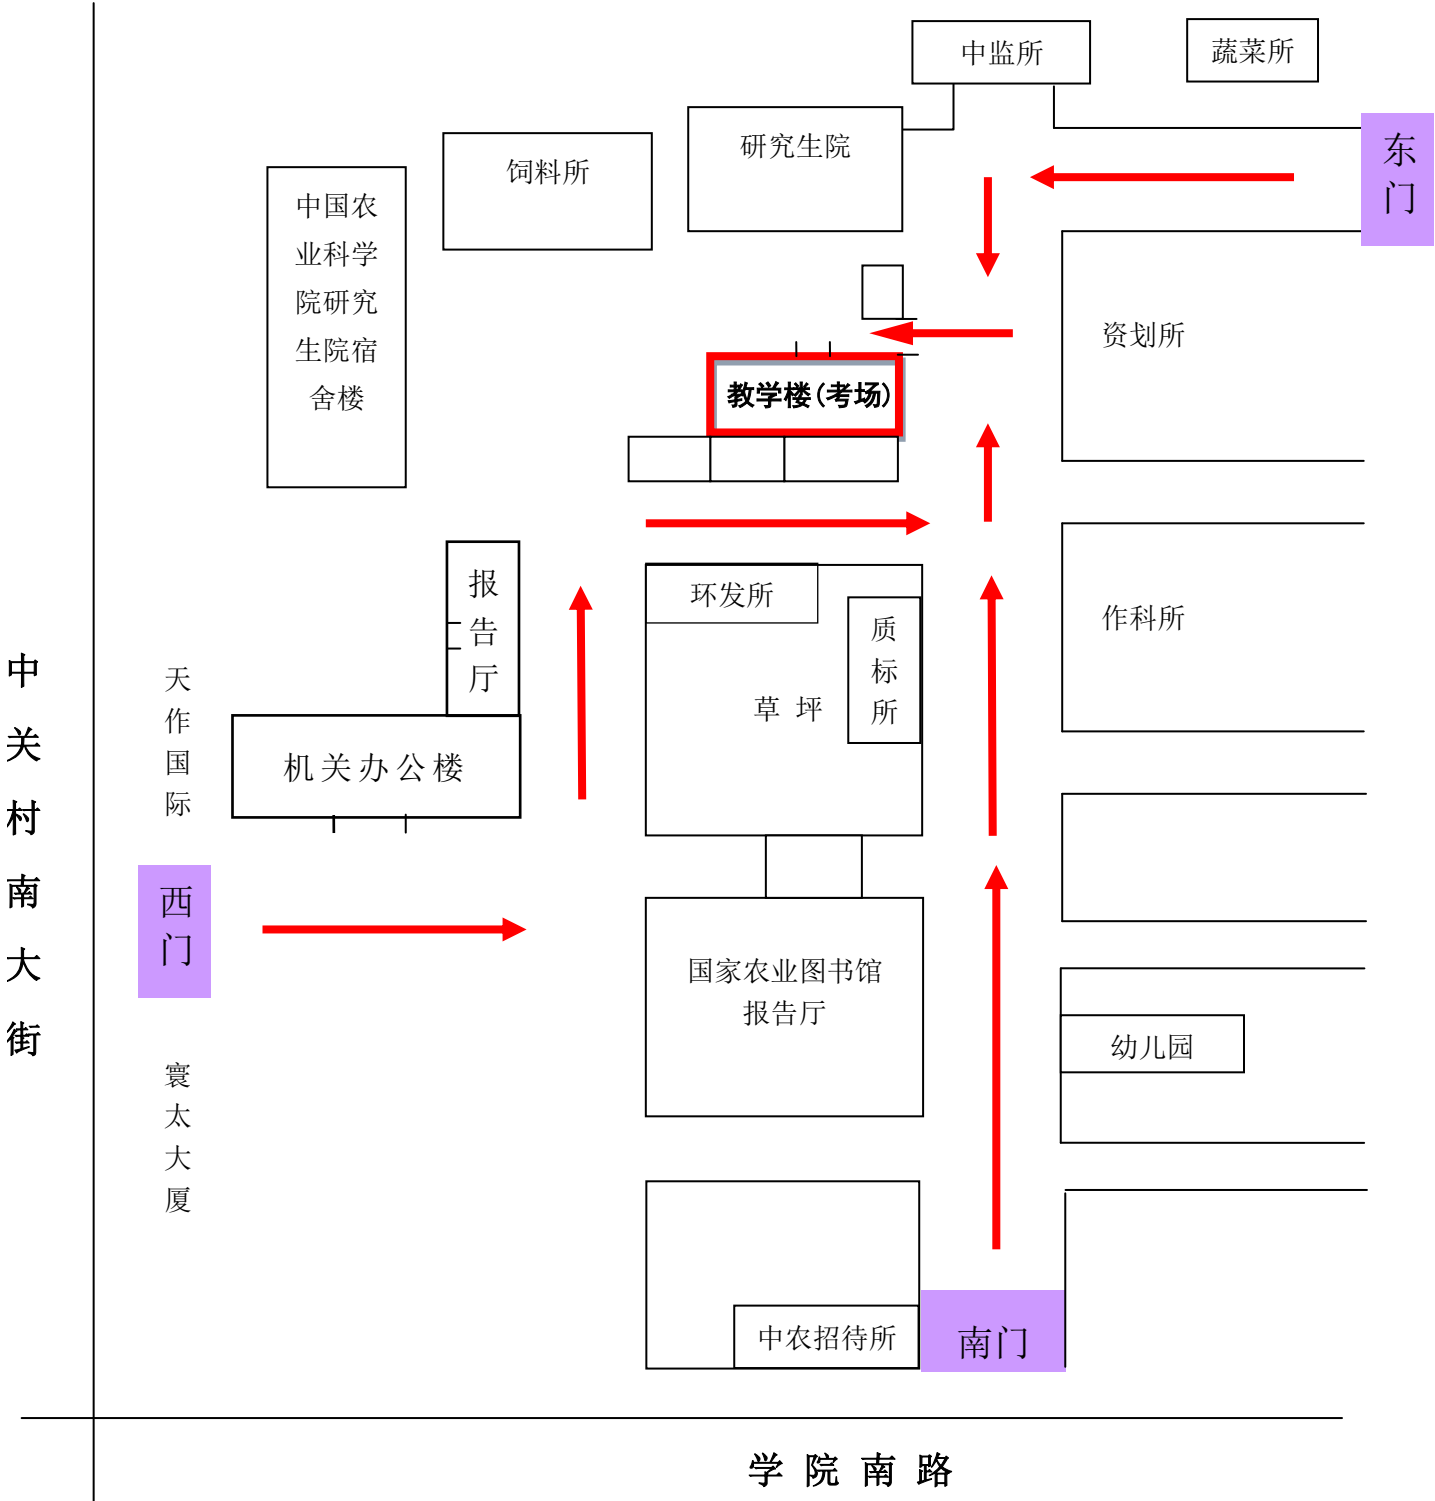 中监所
蔬菜所
东
门
研究生院
饲料所
中国农
业科学
院研究
生院宿
舍楼
资划所
教学楼(考场)
报
告
厅
环发所
质
标
所
草 坪
作科所
中
关
村
南
大
街
天
作
国
际
机关办公楼
西
门
国家农业图书馆
报告厅
幼儿园
寰
太
大
厦
中农招待所
南门
学 院 南 路